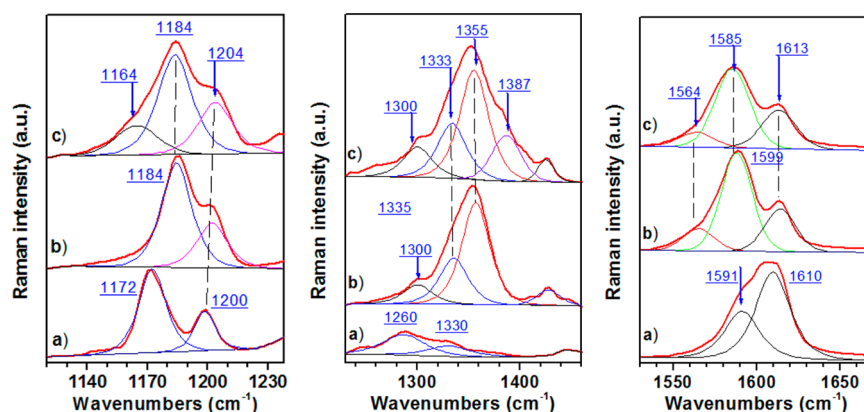 1184
1164
1204
c)
1184
b)
1172
1200
a)
1140
1170
1200
1230
Wavenumbers (cm-1)
Raman intensity (a.u.)
1355
1333
1387
1300
c)
1335
1300
b)
1260
1330
a)
1300
1400
Wavenumbers (cm-1)
Raman intensity (a.u.)
1585
1613
1564
c)
1599
b)
1591
1610
a)
1550
1600
1650
Wavenumbers (cm-1)
Raman intensity (a.u.)